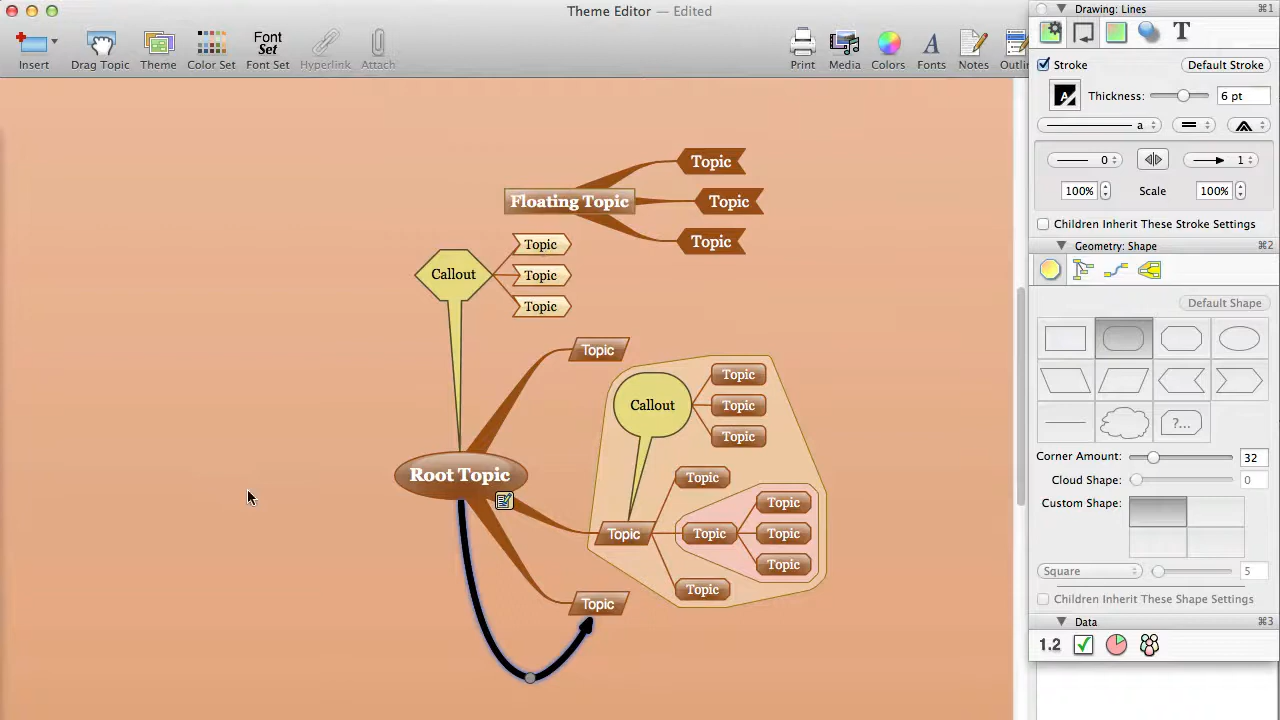 Theme Editor — Edited
Insert
Drag Topic
Theme
Color Set
Font
Set
Font Set
Hyperlink
Attach
Print
Media
Colors
A
Fonts
Notes
Outlin
Floating Topic
Topic
Topic
Topic
Callout
Topic
Topic
Topic
Topic
Root Topic
Callout
Topic
Topic
Topic
Topic
Topic
Topic
Topic
Topic
Topic
Topic
Topic
Drawing: Lines
⌘1
T
Stroke
Default Stroke
A
Thickness:
6 pt
a
0
1
100%
Scale
100%
Children Inherit These Stroke Settings
Geometry: Shape
⌘2
Default Shape
?...
Corner Amount:
32
Cloud Shape:
0
Custom Shape:
Square
5
Children Inherit These Shape Settings
Data
⌘3
1.2